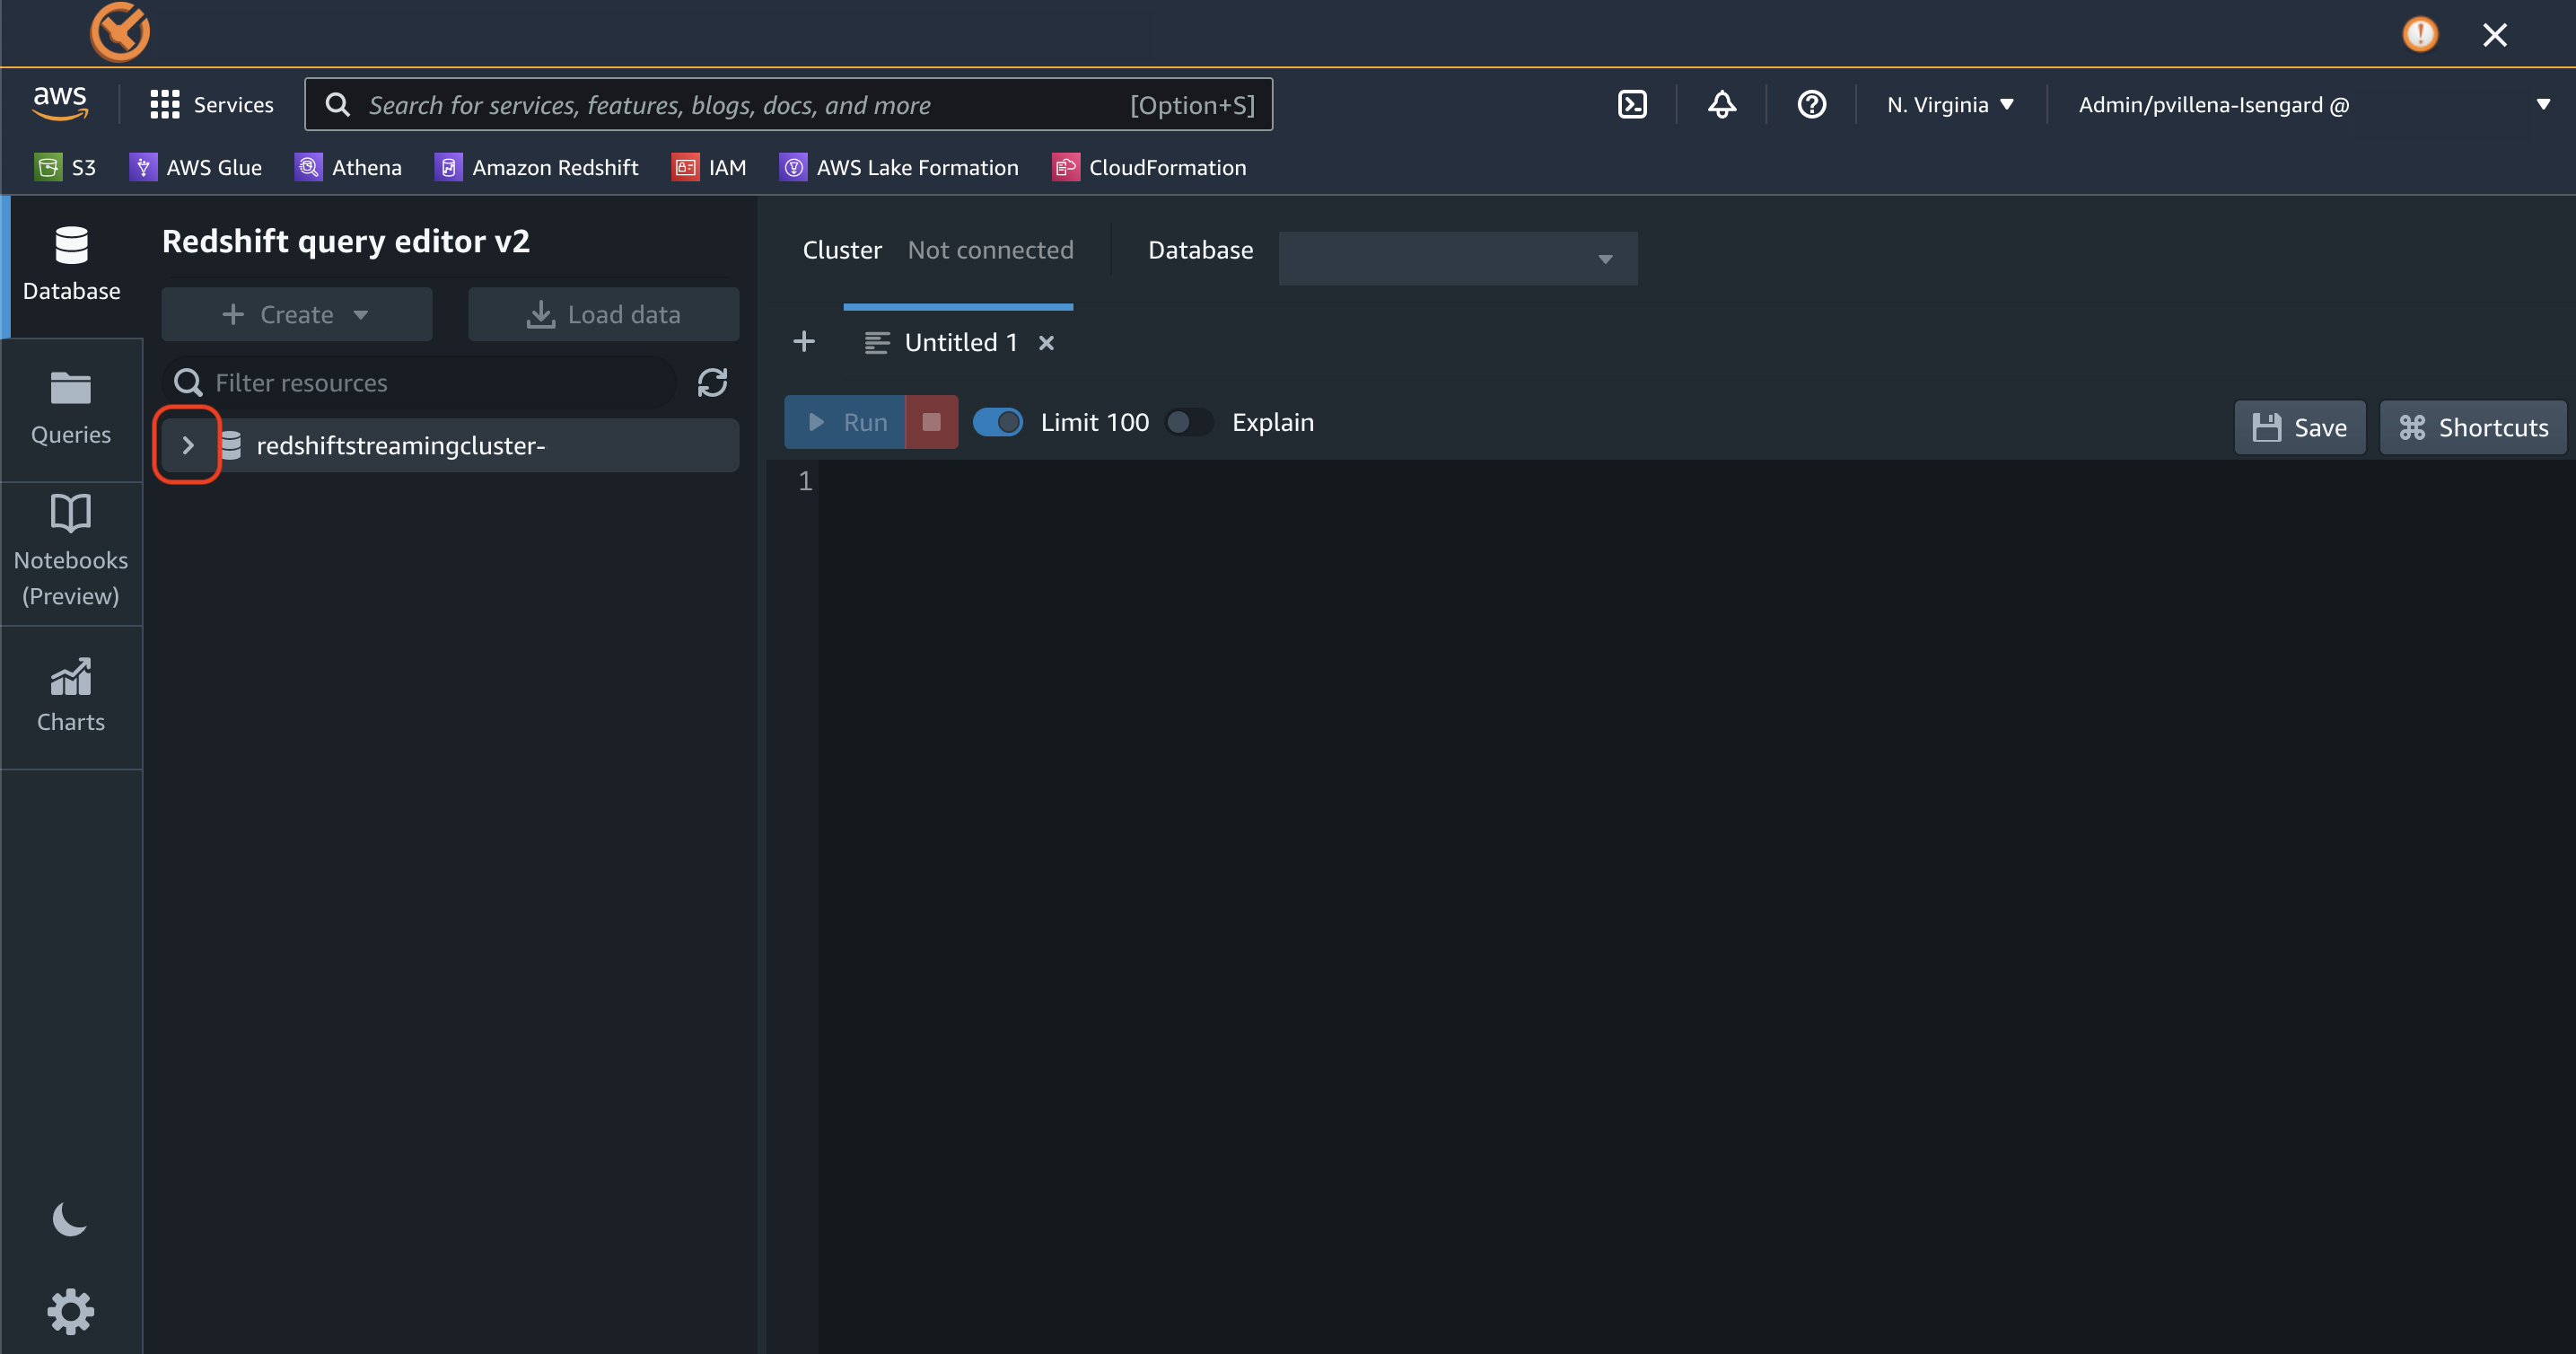 aws
Services
Search for services, features, blogs, docs, and more
[Option+S]
N. Virginia
Admin/pvillena-Isengard @
S3
AWS Glue
Athena
Amazon Redshift
IAM
AWS Lake Formation
CloudFormation
Database
Queries
Notebooks
(Preview)
Charts
Redshift query editor v2
Create
Load data
Filter resources
redshiftstreamingcluster-
Cluster Not connected
Database
Untitled 1
Run
Limit 100
Explain
Save
Shortcuts
1